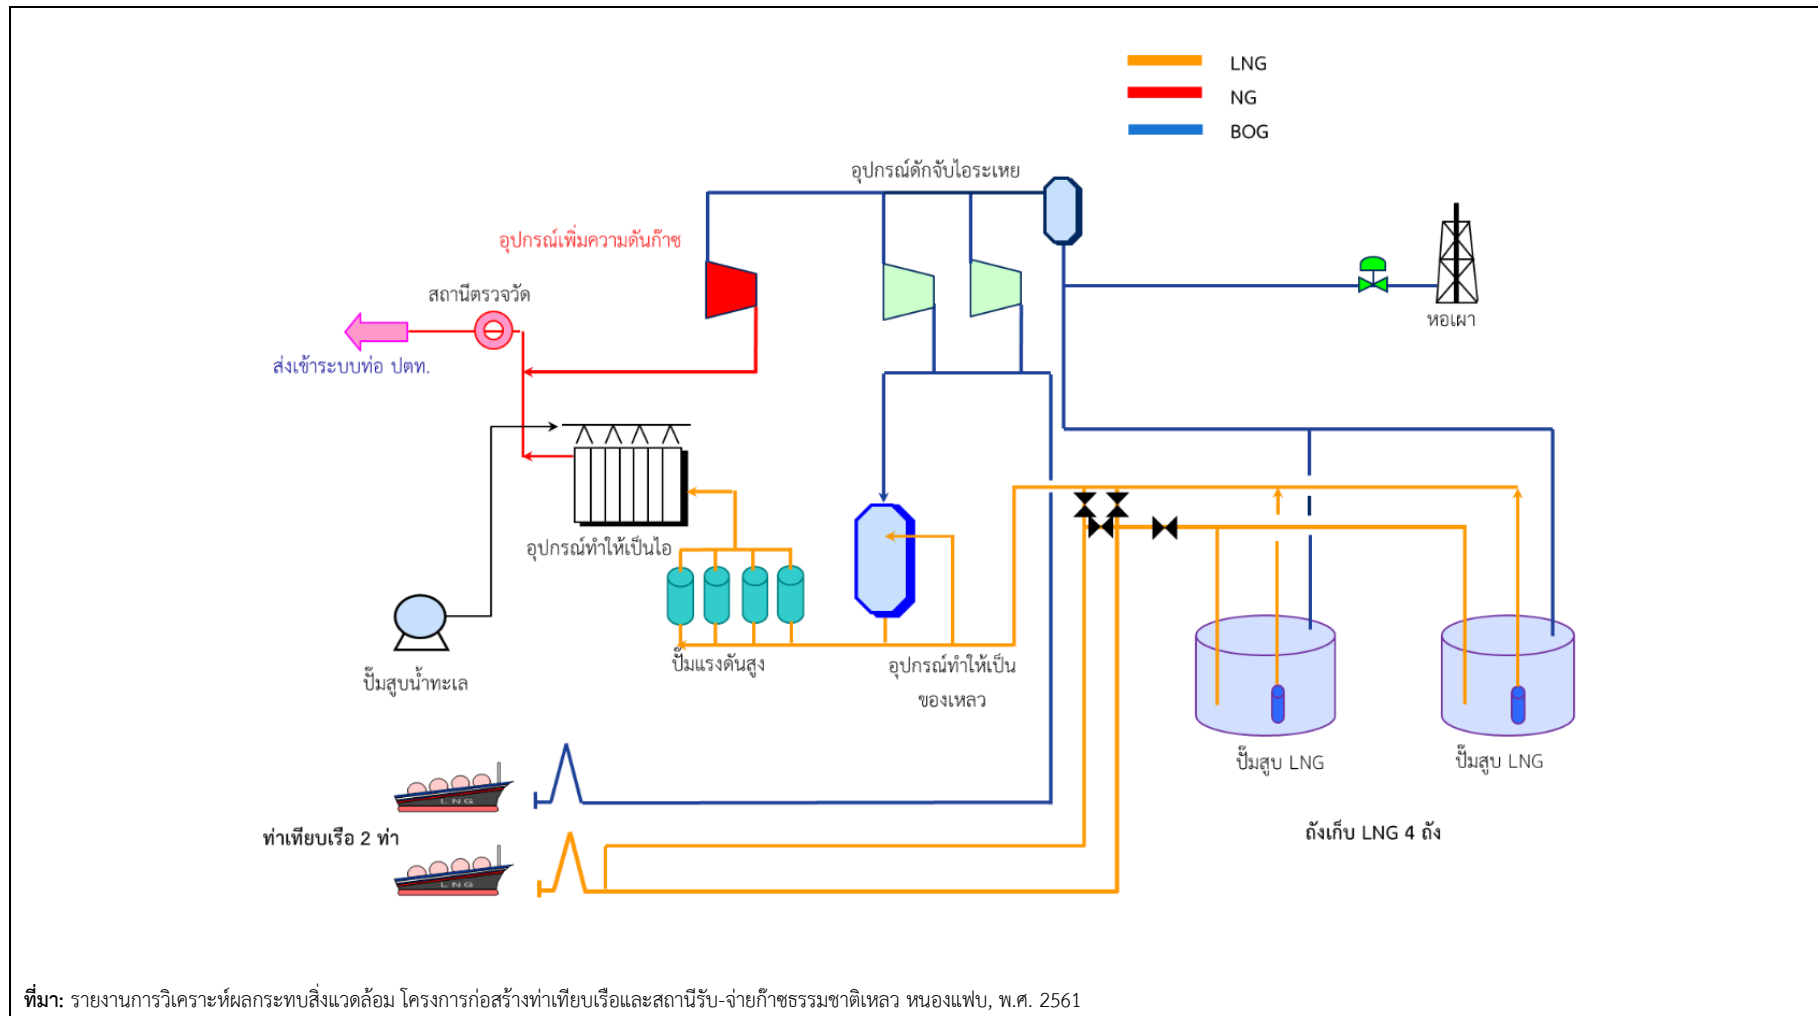 LNG
NG
BOG
อุปกรณ์ดักจับไอระเหย
อุปกรณ์เพิ่มความดันก๊าซ
สถานีตรวจวัด
หอเผา
ส่งเข้าระบบท่อ ปตท.
อุปกรณ์ทำให้เป็นไอ
ปั๊มแรงดันสูง
อุปกรณ์ทำให้เป็น
ของเหลว
ปั๊มสูบน้ำทะเล
ปั๊มสูบ LNG
ปั๊มสูบ LNG
LNG
ท่าเทียบเรือ 2 ท่า
ถังเก็บ LNG 4 ถัง
LNG
ที่มา: รายงานการวิเคราะห์ผลกระทบสิ่งแวดล้อม โครงการก่อสร้างท่าเทียบเรือและสถานีรับ-จ่ายก๊าซธรรมชาติเหลว หนองแฟบ, พ.ศ. 2561